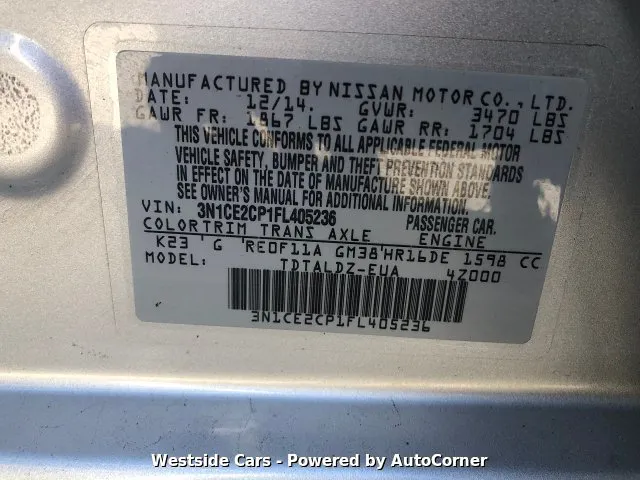 MANUFACTURED BY NISSAN MOTOR CO., LTD.
DATE: 12/14. GVWR: 3470 LBS
GAWR FR: 1967 LBS GAWR RR: 1704 LBS
THIS VEHICLE CONFORMS TO ALL APPLICABLE FEDERAL MOTOR
VEHICLE SAFETY, BUMPER AND THEFT PREVENTION STANDARDS
IN EFFECT ON THE DATE OF MANUFACTURE SHOWN ABOVE.
SEE OWNER'S MANUAL FOR ADDITIONAL INFORMATION.
VIN: 3N1CE2CP1FL405236 PASSENGER CAR.
COLOR TRIM TRANS AXLE ENGINE
K23 'G 'RE0F11A GM38'HR16DE 1598 CC
MODEL: TDTALDZ-EUA 4Z000
3N1CE2CP1FL405236
Westside Cars - Powered by AutoCorner